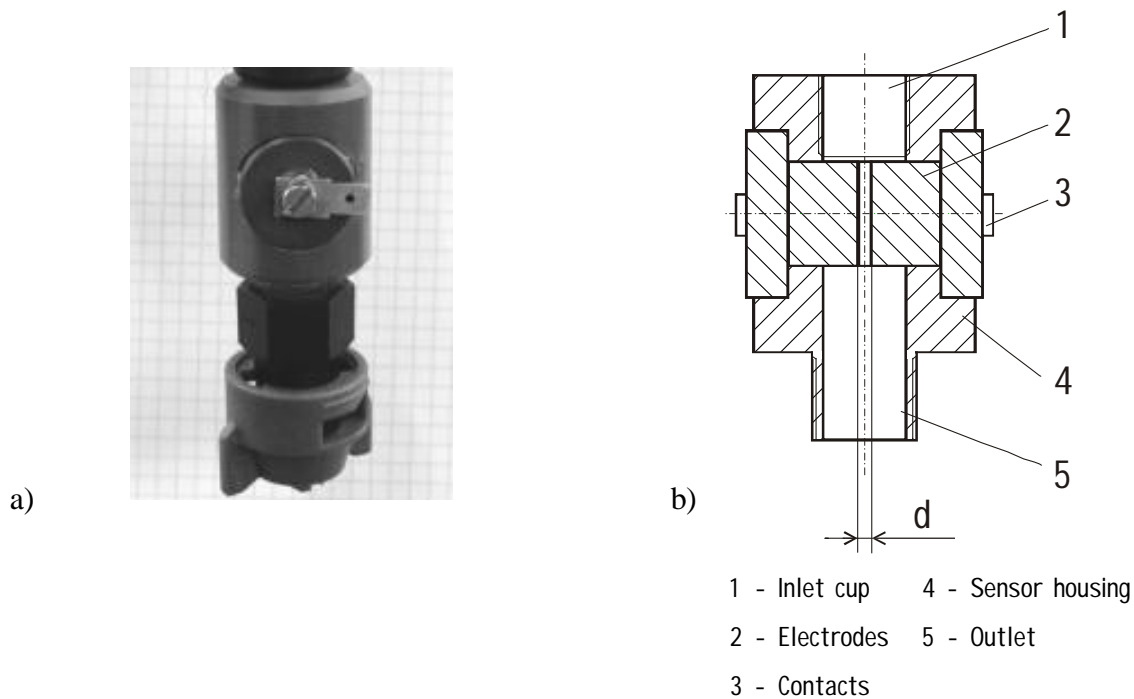 1
2
3
4
5
a)
b)
d
1 - Inlet cup 4 - Sensor housing
2 - Electrodes 5 - Outlet
3 - Contacts